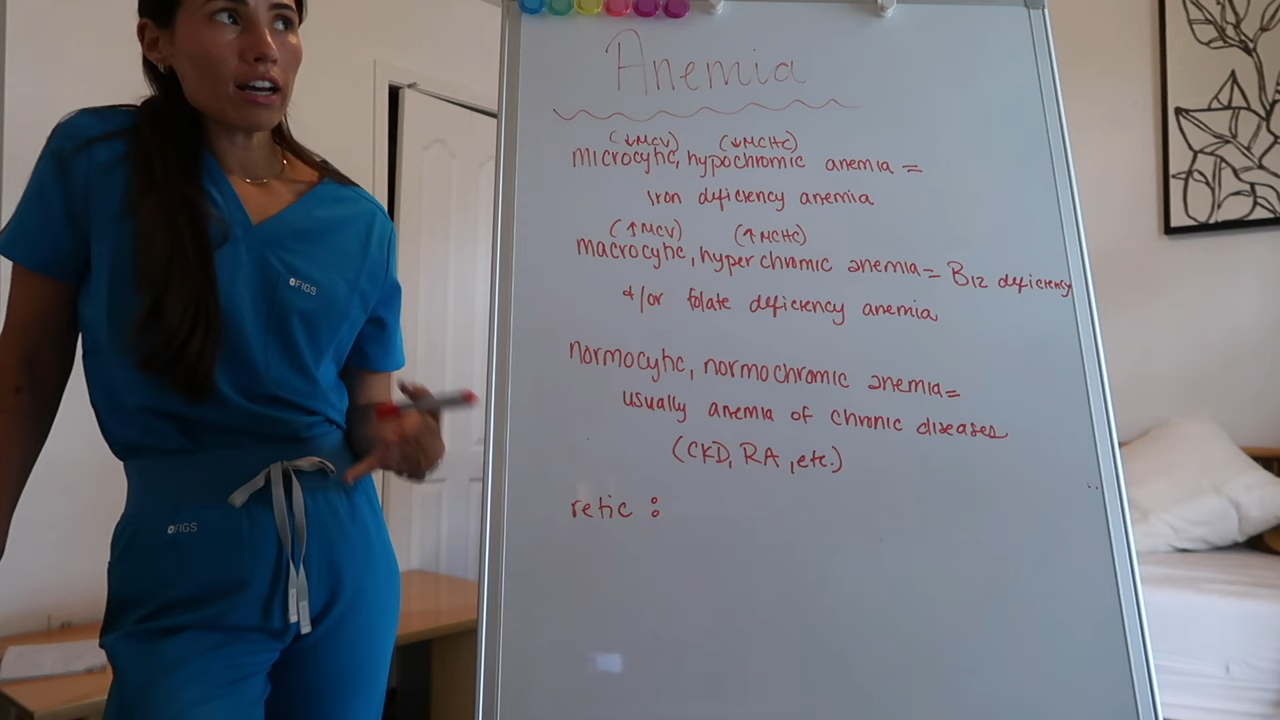 Anemia
(↓MCV) (↓MCHC)
microcytic, hypochromic anemia =
iron deficiency anemia
(↑MCV) (↑MCHC)
macrocytic, hyperchromic anemia= B12 deficiency
+/or folate deficiency anemia
normocytic, normochromic anemia=
usually anemia of chronic diseases
(CKD, RA, etc.)
retic :
FIGS
FIGS